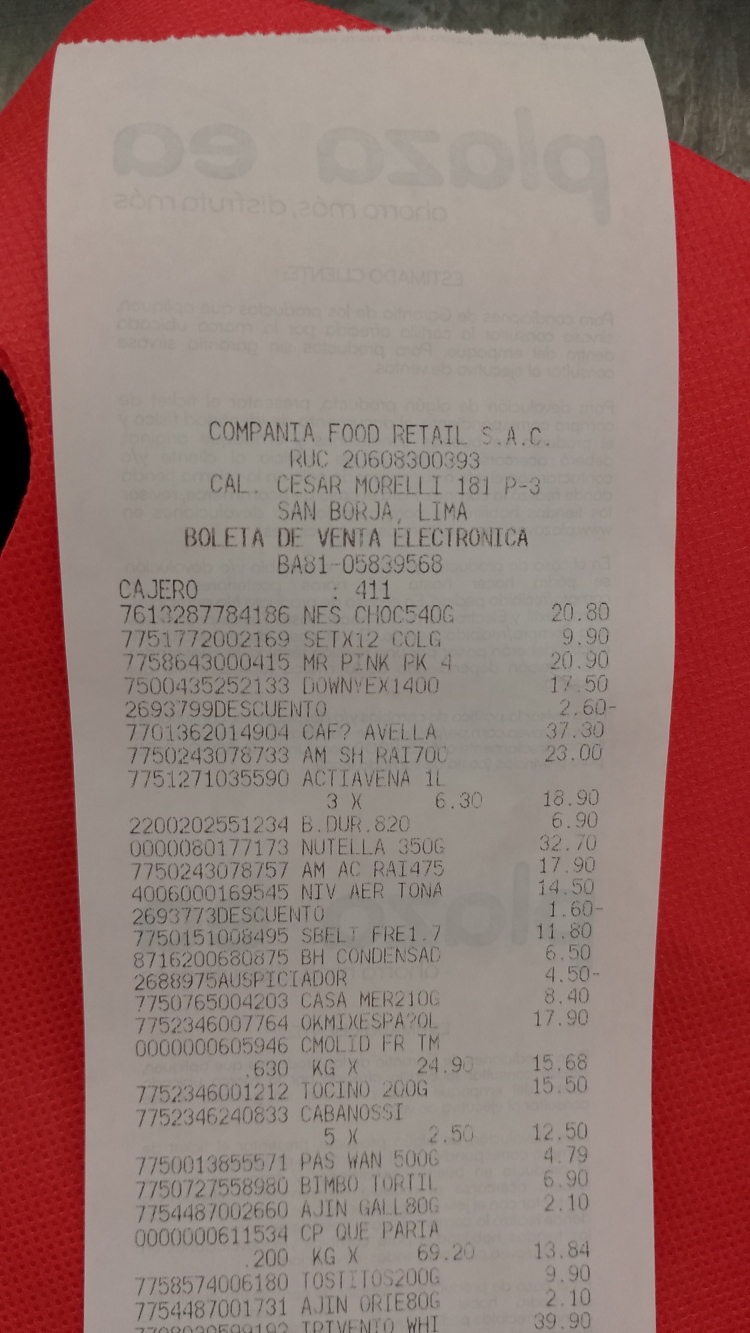 plaza ea
ahorro más, disfruta más
ESTIMADO CLIENTE:
COMPANIA FOOD RETAIL S.A.C.
RUC 20608300393
CAL. CESAR MORELLI 181 P-3
SAN BORJA, LIMA
BOLETA DE VENTA ELECTRONICA
BA81-05839568
CAJERO : 411
7613287784186 NES CHOC540G 20.80
7751772002169 SETX12 COLG 9.90
7758643000415 MR PINK PK 4 20.90
7500435252133 DOWNYEX1400 17.50
2693799DESCUENTO 2.60-
7701362014904 CAF? AVELLA 37.30
7750243078733 AM SH RAI700 23.00
7751271035590 ACTIAVENA 1L
3 X 6.30 18.90
2200202551234 B.DUR.820 6.90
0000080177173 NUTELLA 350G 32.70
7750243078757 AM AC RAI475 17.90
4006000169545 NIV AER TONA 14.50
2693773DESCUENTO 1.60-
7750151008495 SBELT FRE1.7 11.80
8716200680875 BH CONDENSAD 6.50
2688975AUSPICIADOR 4.50-
7750765004203 CASA MER210G 8.40
7752346007764 OKMIXESPA?OL 17.90
0000000605946 CMOLID FR TM
.630 KG X 24.90 15.68
7752346001212 TOCINO 200G 15.50
7752346240833 CABANOSSI
5 X 2.50 12.50
7750013855571 PAS WAN 500G 4.79
7750727558980 BIMBO TORTIL 6.90
7754487002660 AJIN GALL80G 2.10
0000000611534 CP QUE PARIA
.200 KG X 69.20 13.84
7758574006180 TOSTITOS200G 9.90
7754487001731 AJIN ORIE80G 2.10
WHI 39.90